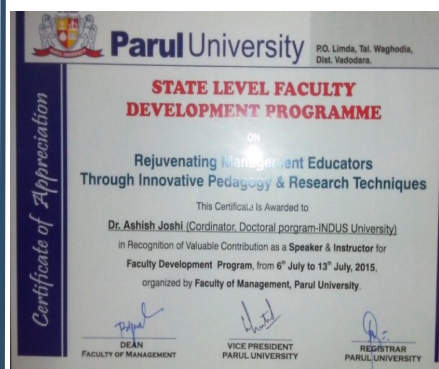 Parul University
P.O. Limda, Tal. Waghodia,
Dist. Vadodara.
Certificate of Appreciation
STATE LEVEL FACULTY
DEVELOPMENT PROGRAMME
ON
Rejuvenating Management Educators
Through Innovative Pedagogy & Research Techniques
This Certificate Is Awarded to
Dr. Ashish Joshi (Cordinator, Doctoral porgram-INDUS University)
in Recognition of Valuable Contribution as a Speaker & Instructor for
Faculty Development Program, from 6th July to 13th July, 2015,
organized by Faculty of Management, Parul University.
DEAN
FACULTY OF MANAGEMENT
VICE PRESIDENT
PARUL UNIVERSITY
REGISTRAR
PARUL UNIVERSITY